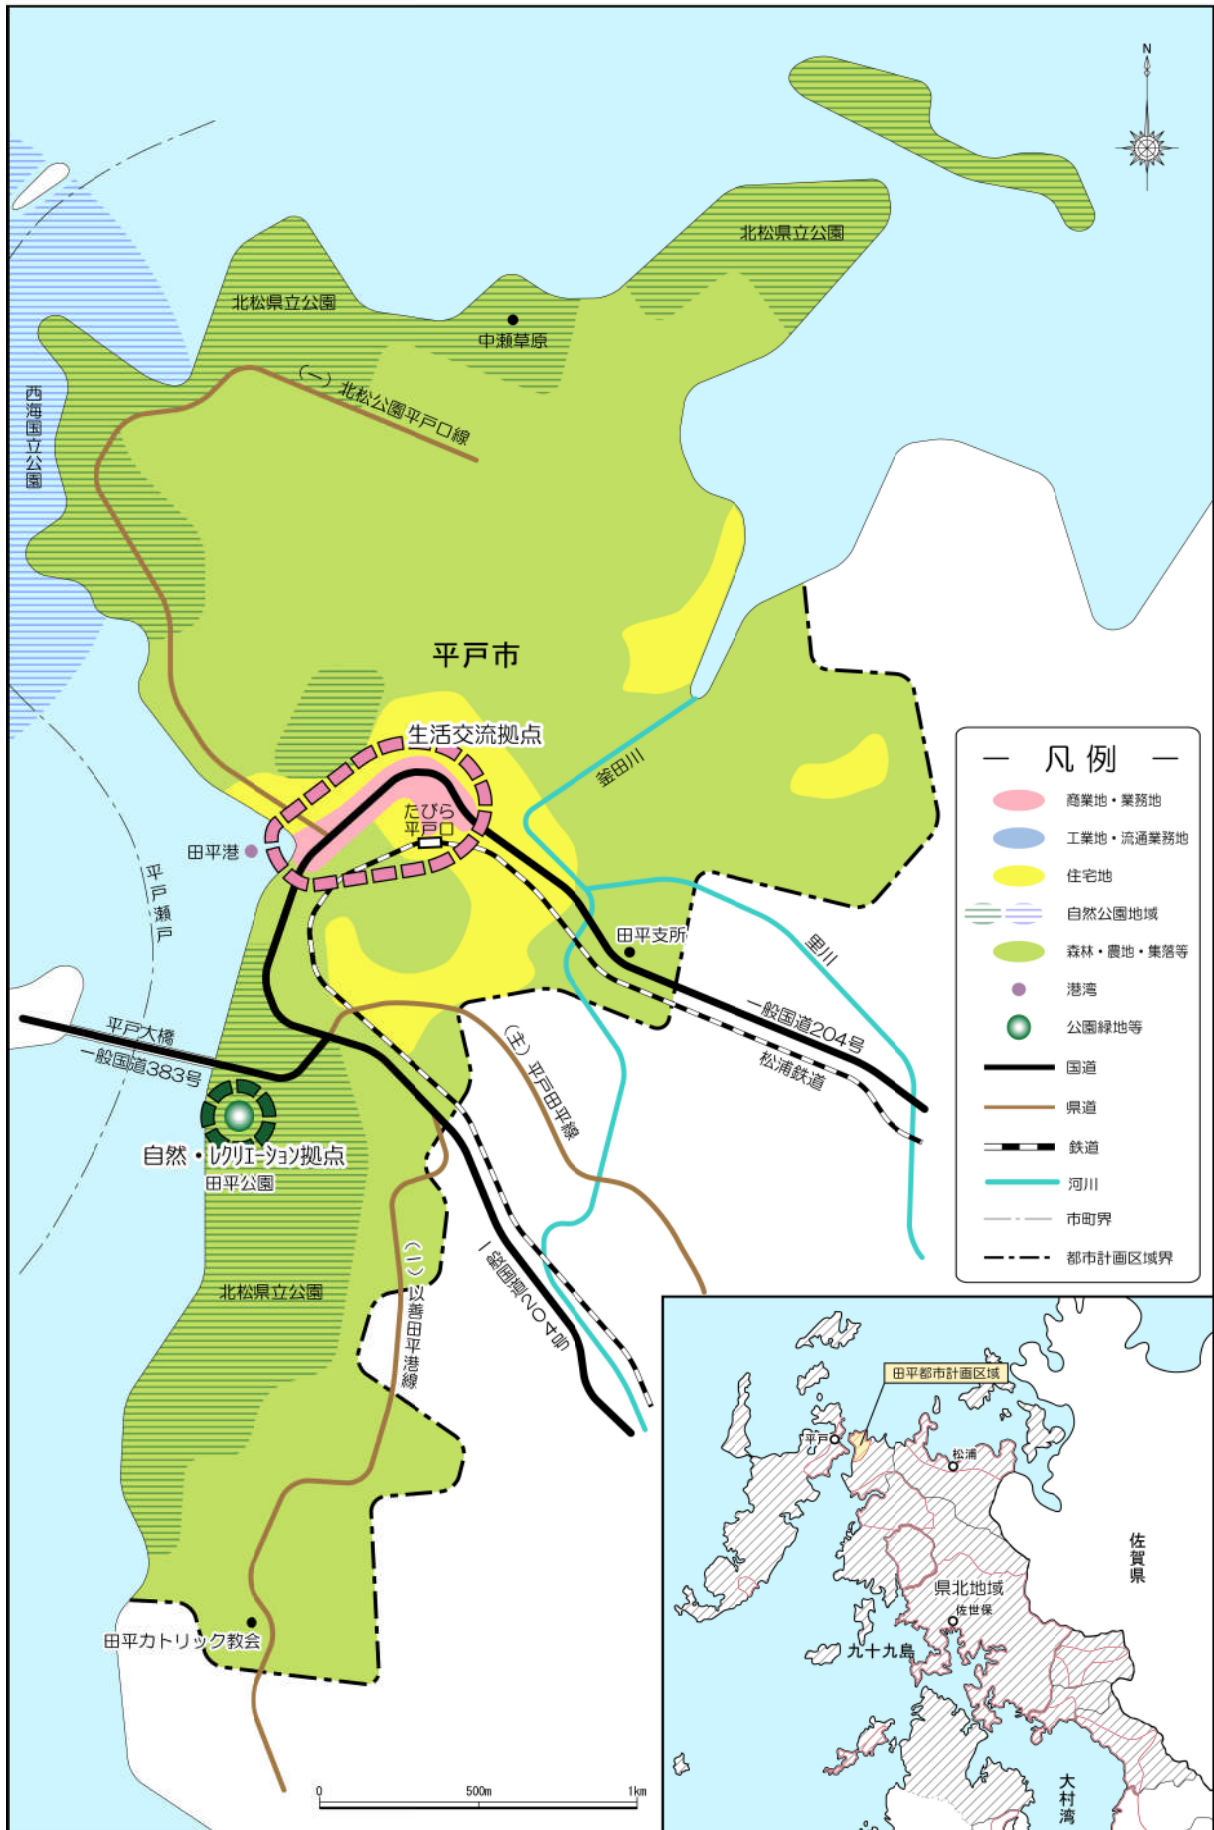 N
北松県立公園
北松県立公園
中瀬草原
(一)北松公園平戸口線
西海国立公園
平戸市
生活交流拠点
釜田川
たびら
平戸口
田平港
平戸瀬戸
田平支所
里川
平戸大橋
一般国道383号
一般国道204号
松浦鉄道
(主)平戸田平線
自然・レクリエーション拠点
田平公園
北松県立公園
(一)以善田平港線
一般国道204号
田平カトリック教会
0 500m 1km
凡例
商業地・業務地
工業地・流通業務地
住宅地
自然公園地域
森林・農地・集落等
港湾
公園緑地等
国道
県道
鉄道
河川
市町界
都市計画区域界
田平都市計画区域
平戸
松浦
佐賀県
県北地域
佐世保
九十九島
大村湾